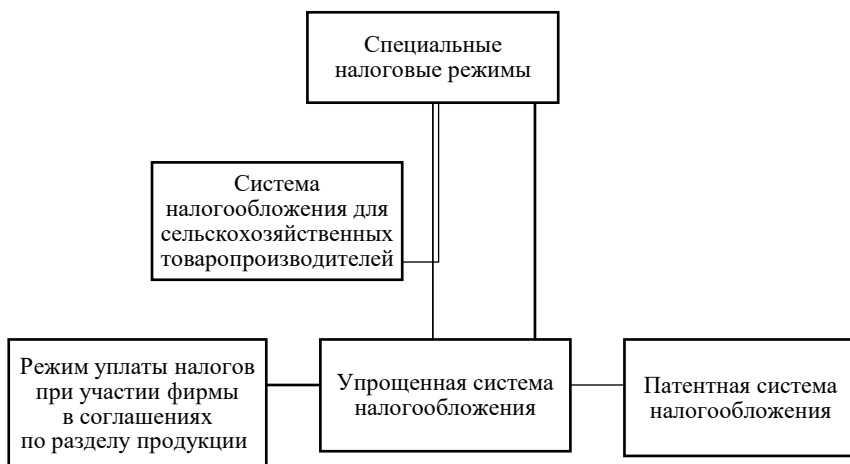 Специальные
налоговые режимы
Система
налогообложения для
сельскохозяйственных
товаропроизводителей
Режим уплаты налогов
при участии фирмы
в соглашениях
по разделу продукции
Упрощенная система
налогообложения
Патентная система
налогообложения